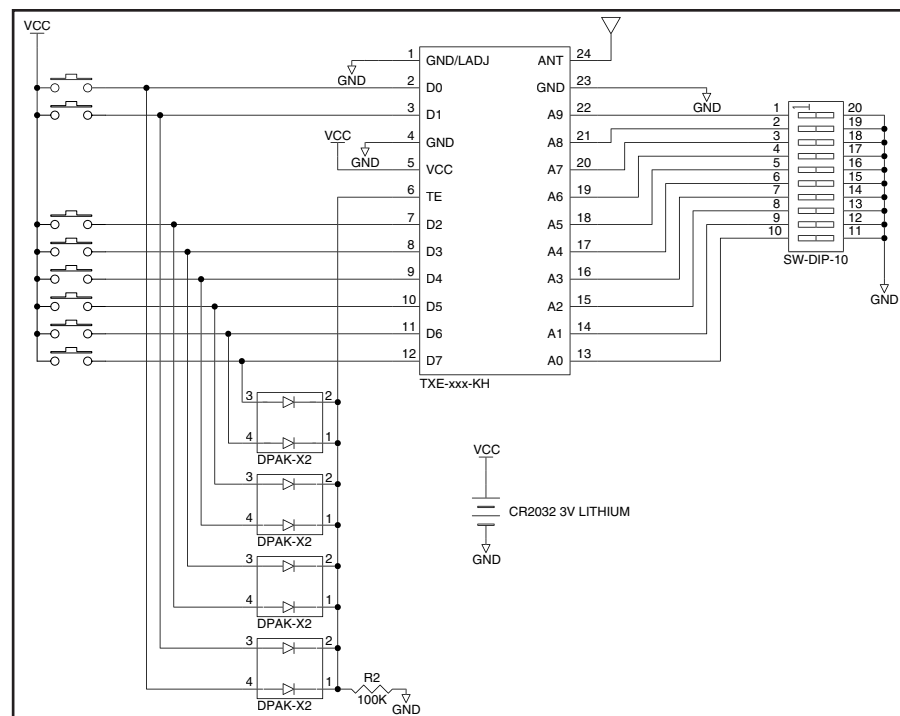 VCC
1 GND/LADJ ANT 24
GND
2 D0 GND 23
GND
3 D1 A9 22
1 20
2 19
4 GND A8 21
3 18
VCC
GND
4 17
5 VCC A7 20
5 16
6 TE A6 19
6 15
7 14
7 D2 A5 18
8 13
9 12
8 D3 A4 17
10 11
SW-DIP-10
9 D4 A3 16
GND
10 D5 A2 15
11 D6 A1 14
12 D7 A0 13
TXE-xxx-KH
3 2
4 1
DPAK-X2
VCC
3 2
CR2032 3V LITHIUM
4 1
DPAK-X2
GND
3 2
4 1
DPAK-X2
3 2
R2
4 1
100K
DPAK-X2
GND